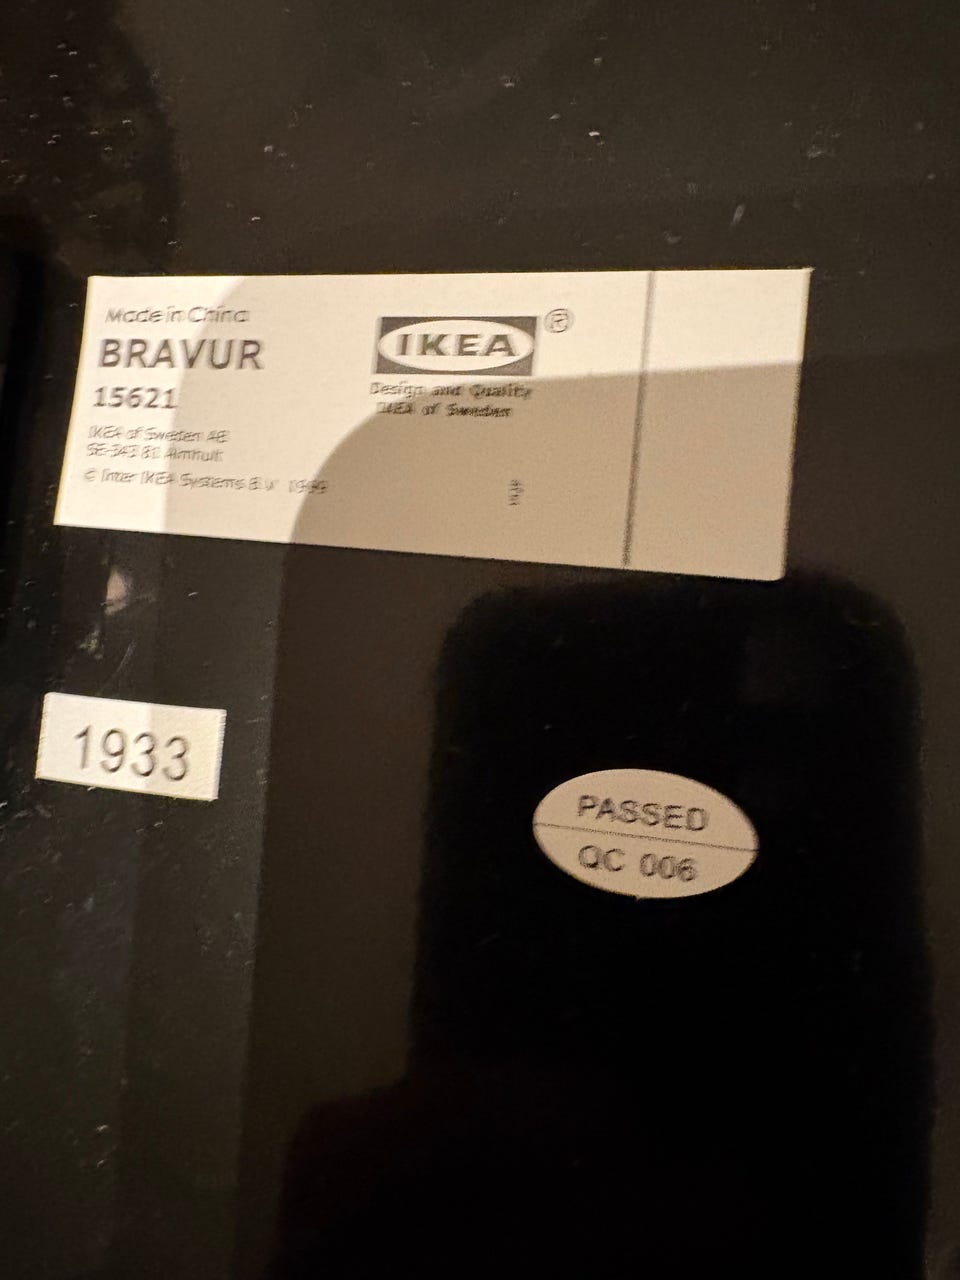 Made in China
BRAVUR
15621
IKEA of Sweden AB
SE-343 81 Älmhult
© Inter IKEA Systems B.V. 1999
IKEA ®
Design and Quality
IKEA of Sweden
1933
PASSED
QC 006